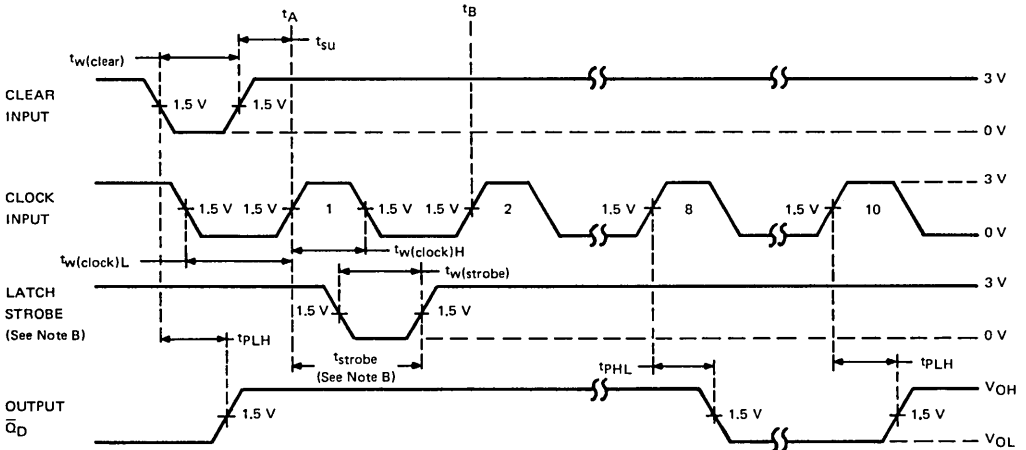 tA
tB
tsu
tw(clear)
3 V
CLEAR
INPUT
1.5 V
1.5 V
0 V
3 V
CLOCK
INPUT
1.5 V
1.5 V
1
1.5 V
1.5 V
2
1.5 V
8
1.5 V
10
0 V
tw(clock)L
tw(clock)H
tw(strobe)
LATCH
STROBE
(See Note B)
3 V
1.5 V
1.5 V
0 V
tPLH
tstrobe
(See Note B)
tPHL
tPLH
OUTPUT
Q̅D
1.5 V
1.5 V
1.5 V
VOH
VOL